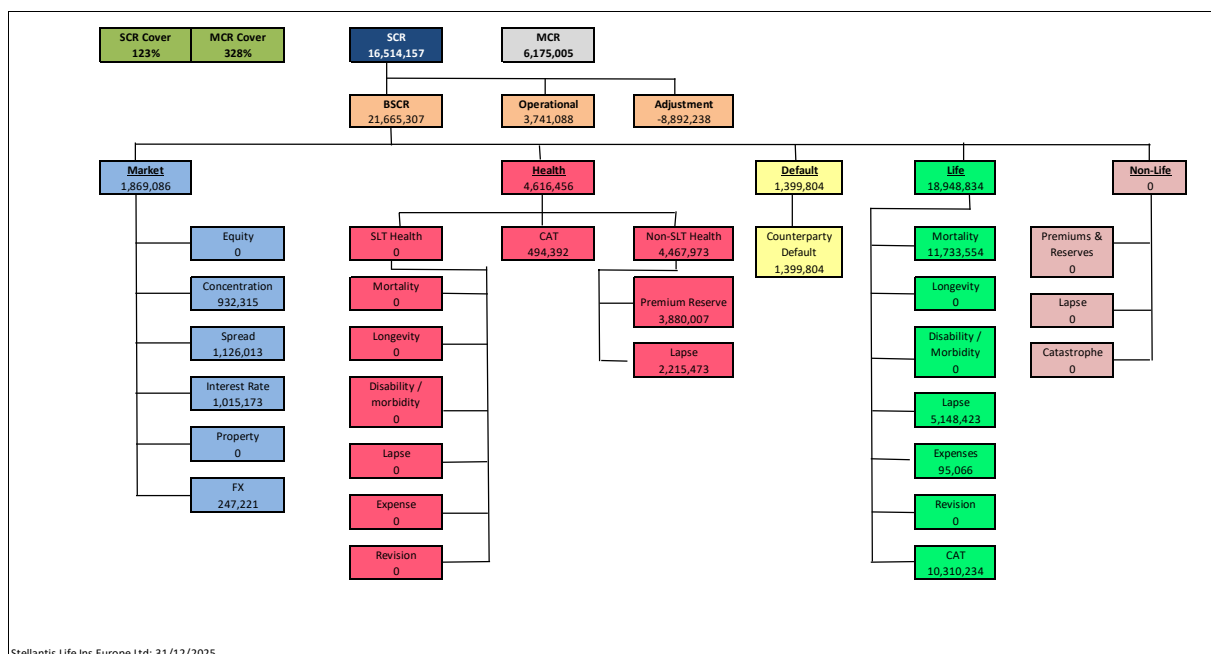 SCR Cover
123%
MCR Cover
328%
SCR
16,514,157
MCR
6,175,005
BSCR
21,665,307
Operational
3,741,088
Adjustment
-8,892,238
Market
1,869,086
Health
4,616,456
Default
1,399,804
Life
18,948,834
Non-Life
0
Equity
0
Concentration
932,315
Spread
1,126,013
Interest Rate
1,015,173
Property
0
FX
247,221
SLT Health
0
CAT
494,392
Non-SLT Health
4,467,973
Mortality
0
Longevity
0
Disability /
morbidity
0
Lapse
0
Expense
0
Revision
0
Premium Reserve
3,880,007
Lapse
2,215,473
Counterparty
Default
1,399,804
Mortality
11,733,554
Longevity
0
Disability /
Morbidity
0
Lapse
5,148,423
Expenses
95,066
Revision
0
CAT
10,310,234
Premiums &
Reserves
0
Lapse
0
Catastrophe
0
Stellantis Life Ins Europe Ltd: 31/12/2025